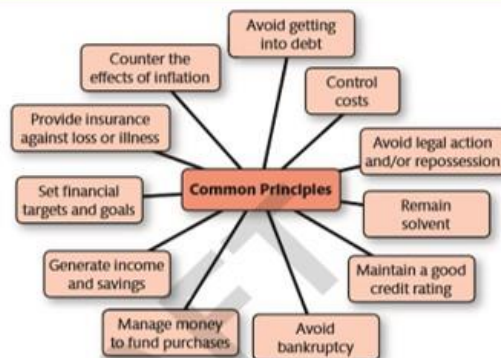 Avoid getting
into debt
Counter the
effects of inflation
Control
costs
Provide insurance
against loss or illness
Avoid legal action
and/or repossession
Common Principles
Set financial
targets and goals
Remain
solvent
Generate income
and savings
Maintain a good
credit rating
Manage money
to fund purchases
Avoid
bankruptcy